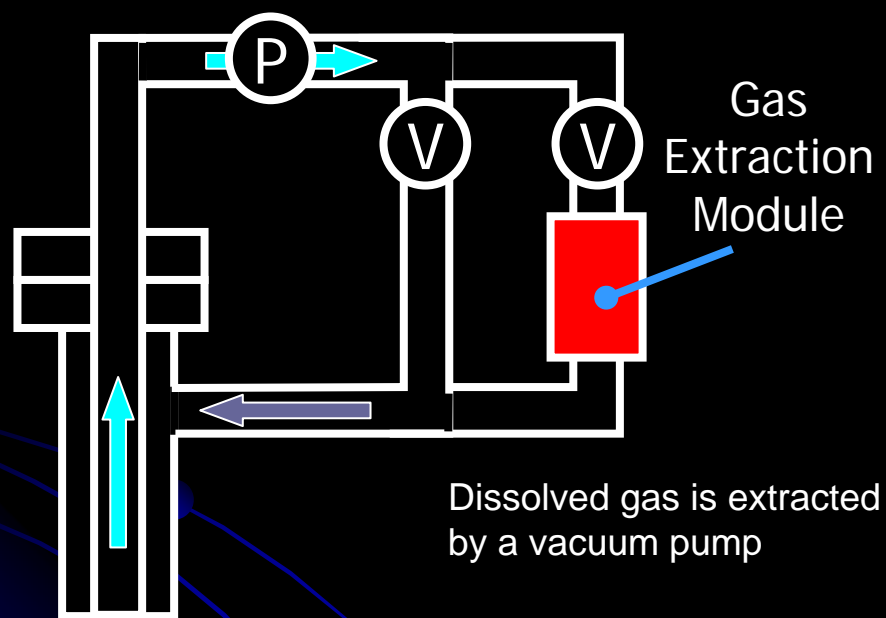 P
V V
Gas
Extraction
Module
Dissolved gas is extracted
by a vacuum pump